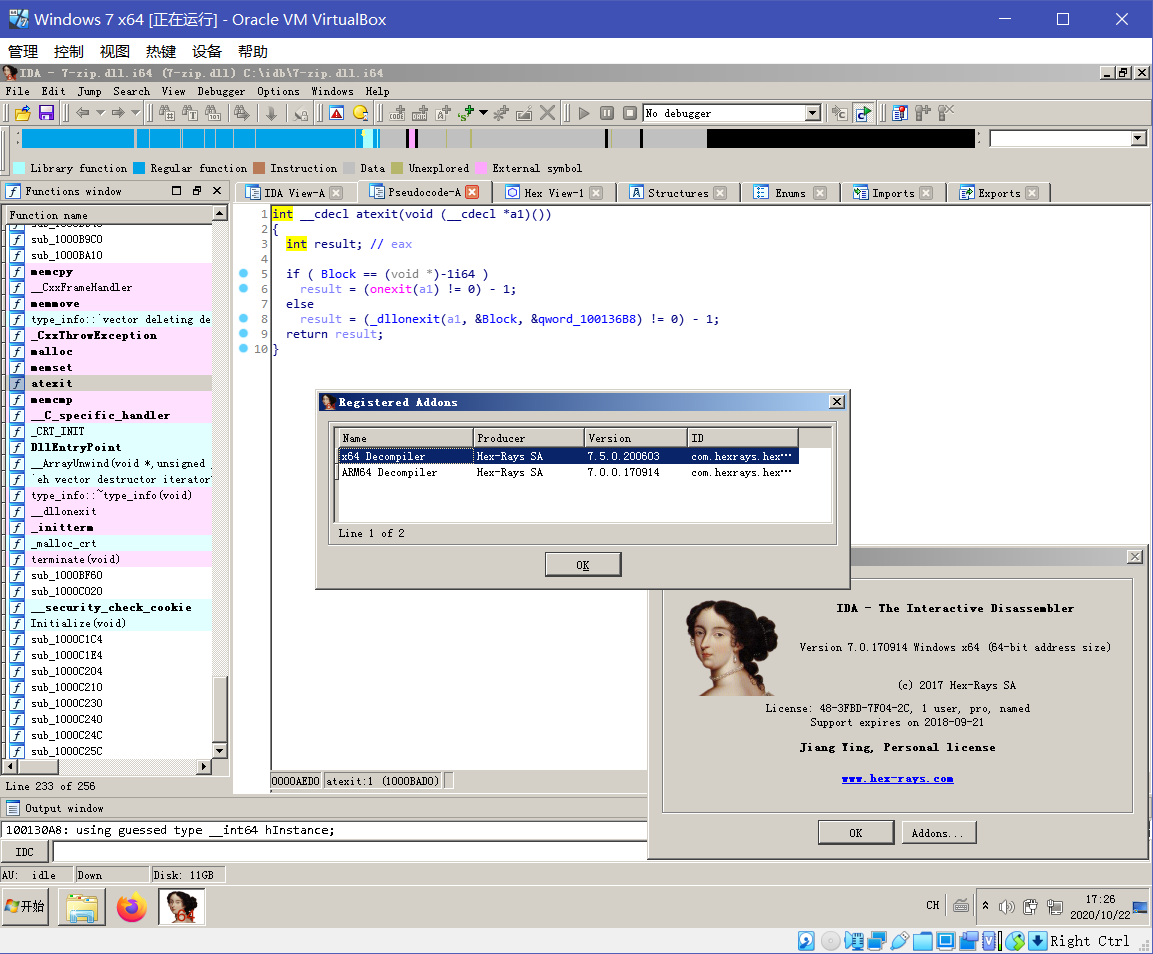 Windows 7 x64 [正在运行] - Oracle VM VirtualBox
管理 控制 视图 热键 设备 帮助
IDA - 7-zip.dll.i64 (7-zip.dll) C:\idb\7-zip.dll.i64
File Edit Jump Search View Debugger Options Windows Help
No debugger
Library function Regular function Instruction Data Unexplored External symbol
Functions window
IDA View-A Pseudocode-A Hex View-1 Structures Enums Imports Exports
Function name
sub_1000B9C0
sub_1000BA10
memcpy
__CxxFrameHandler
memmove
type_info::`vector deleting de
_CxxThrowException
malloc
memset
atexit
memcmp
__C_specific_handler
_CRT_INIT
DllEntryPoint
__ArrayUnwind(void *,unsigned
`eh vector destructor iterator'
type_info::~type_info(void)
__dllonexit
_initterm
_malloc_crt
terminate(void)
sub_1000BF60
sub_1000C020
__security_check_cookie
Initialize(void)
sub_1000C1C4
sub_1000C1E4
sub_1000C204
sub_1000C210
sub_1000C230
sub_1000C240
sub_1000C24C
sub_1000C25C
Line 233 of 256
1 int __cdecl atexit(void (__cdecl *a1)())
2 {
3 int result; // eax
4
5 if ( Block == (void *)-1i64 )
6 result = (onexit(a1) != 0) - 1;
7 else
8 result = (_dllonexit(a1, &Block, &qword_100136B8) != 0) - 1;
9 return result;
10 }
0000AED0 atexit:1 (1000BAD0)
Registered Addons
Name Producer Version ID
x64 Decompiler Hex-Rays SA 7.5.0.200603 com.hexrays.hex...
ARM64 Decompiler Hex-Rays SA 7.0.0.170914 com.hexrays.hex...
Line 1 of 2
OK
IDA - The Interactive Disassembler
Version 7.0.170914 Windows x64 (64-bit address size)
(c) 2017 Hex-Rays SA
License: 48-3FBD-7F04-2C, 1 user, pro, named
Support expires on 2018-09-21
Jiang Ying, Personal license
www.hex-rays.com
OK Addons...
Output window
100130A8: using guessed type __int64 hInstance;
IDC
AU: idle Down Disk: 11GB
开始
64
CH
17:26
2020/10/22
Right Ctrl